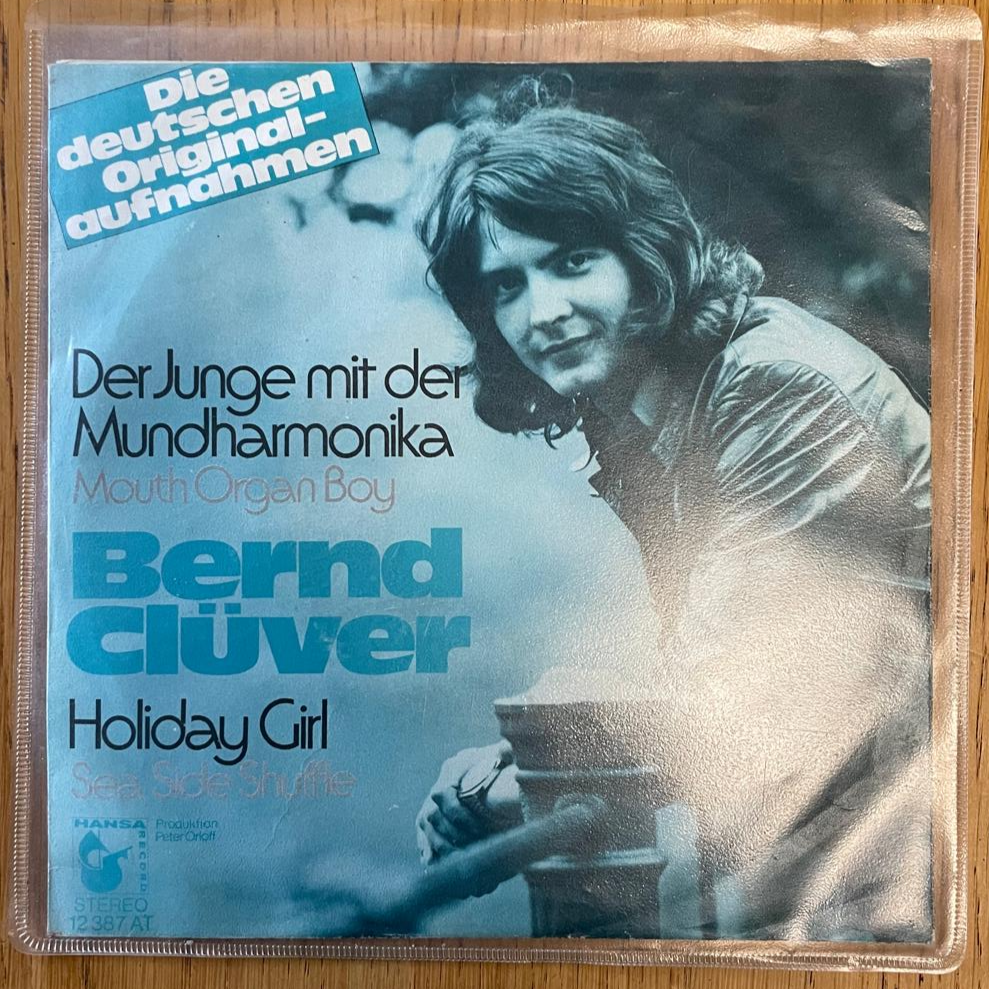 Die
deutschen
Original-
aufnahmen
Der Junge mit der
Mundharmonika
Mouth Organ Boy
Bernd
Clüver
Holiday Girl
Sea Side Shuffle
HANSA
RECORD
Produktion
Peter Orloff
STEREO
12 387 AT